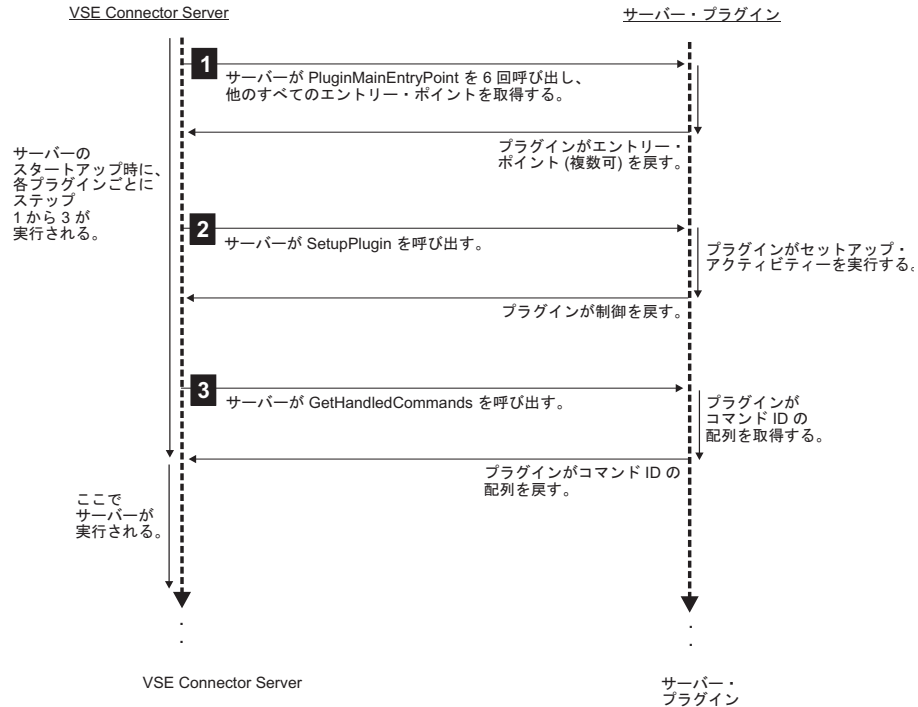 VSE Connector Server
サーバー・プラグイン
1
サーバーが PluginMainEntryPoint を 6 回呼び出し、
他のすべてのエントリー・ポイントを取得する。
プラグインがエントリー・
ポイント (複数可) を戻す。
サーバーの
スタートアップ時に、
各プラグインごとに
ステップ
1 から 3 が
実行される。
2
サーバーが SetupPlugin を呼び出す。
プラグインがセットアップ・
アクティビティーを実行する。
プラグインが制御を戻す。
3
サーバーが GetHandledCommands を呼び出す。
プラグインが
コマンド ID の
配列を取得する。
プラグインがコマンド ID の
配列を戻す。
ここで
サーバーが
実行される。
VSE Connector Server
サーバー・
プラグイン